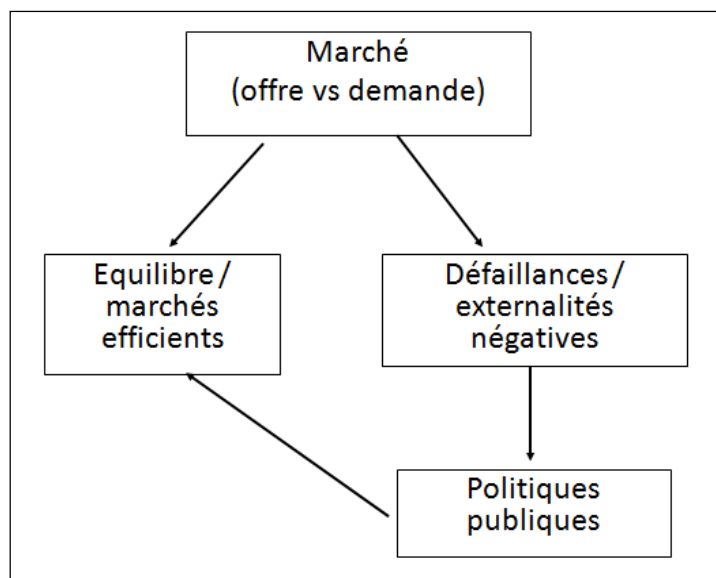 Marché
(offre vs demande)
Equilibre/
marchés
efficients
Défaillances/
externalités
négatives
Politiques
publiques